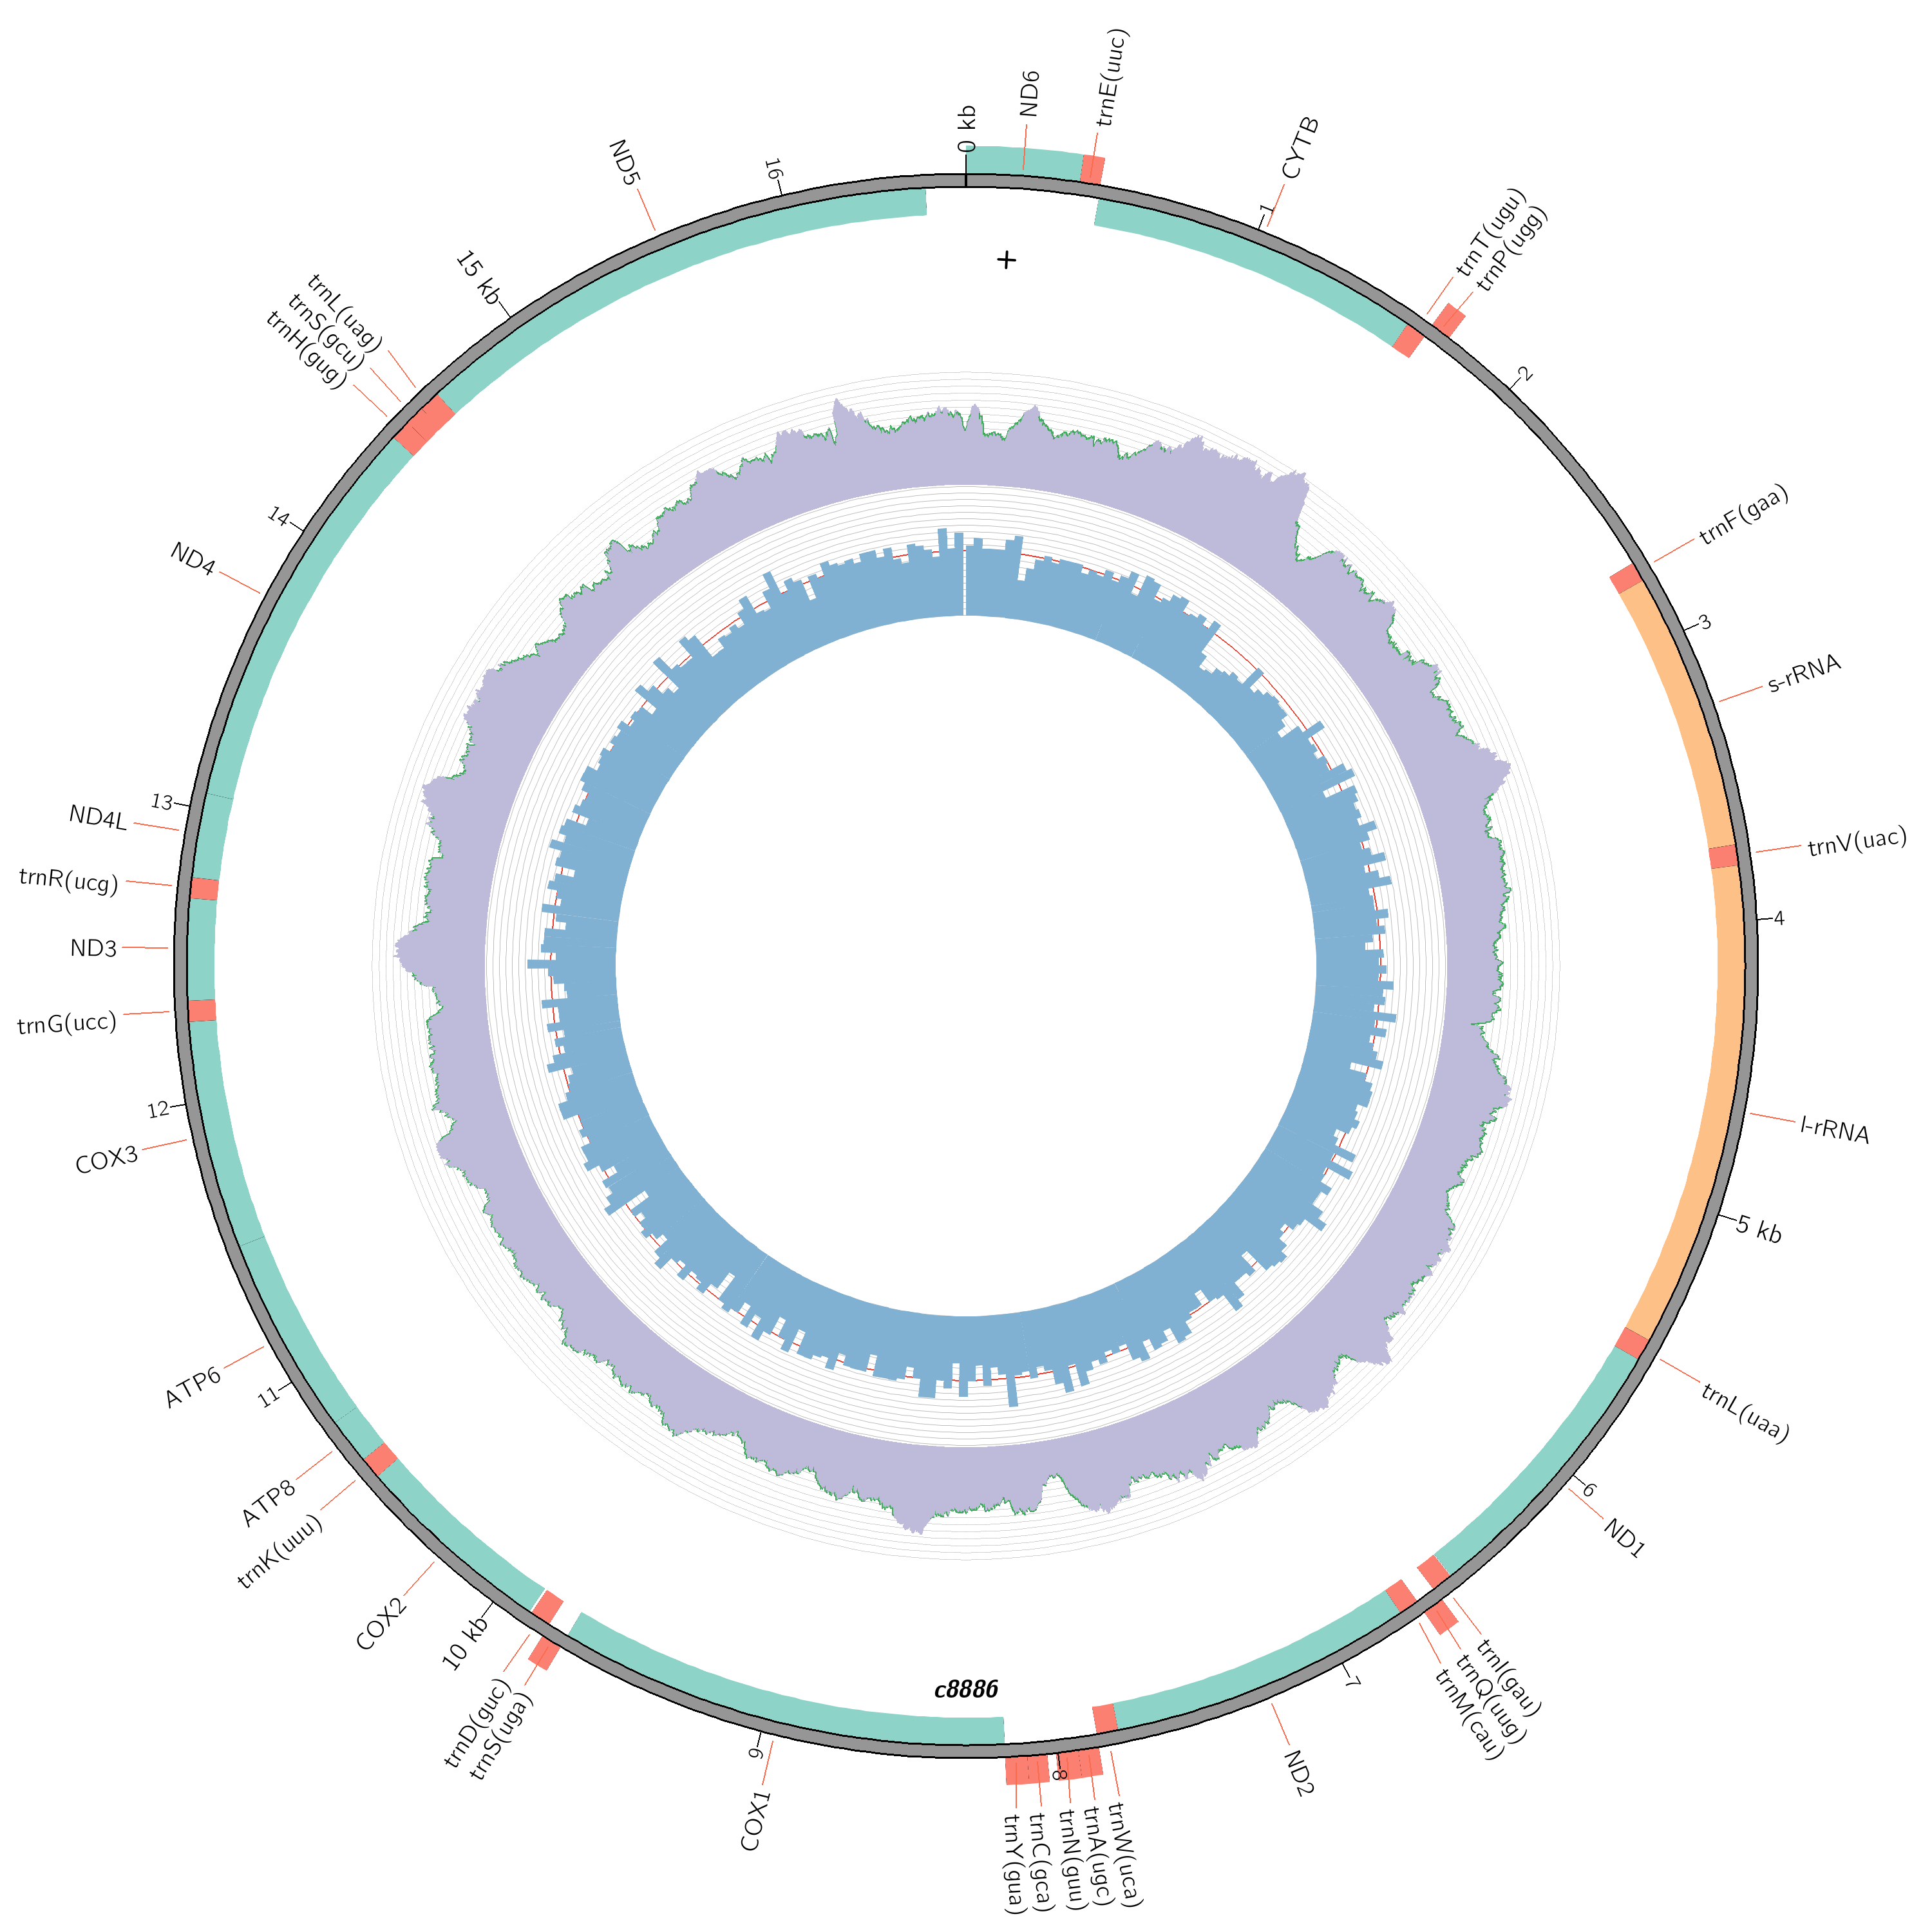 0 kb
ND6
trnE(uuc)
1
CYTB
trnT(ugu)
trnP(ugg)
2
trnF(gaa)
3
s-rRNA
trnV(uac)
4
l-rRNA
5 kb
trnL(uaa)
6
ND1
trnI(gau)
trnQ(uug)
trnM(cau)
7
ND2
trnW(uca)
trnA(ugc)
trnN(guu)
8
trnC(gca)
trnY(gua)
9
COX1
trnS(uga)
trnD(guc)
10 kb
COX2
trnK(uuu)
ATP8
11
ATP6
COX3
12
trnG(ucc)
ND3
trnR(ucg)
ND4L
13
ND4
14
trnH(gug)
trnS(gcu)
trnL(uag)
15 kb
ND5
16
+
c8886